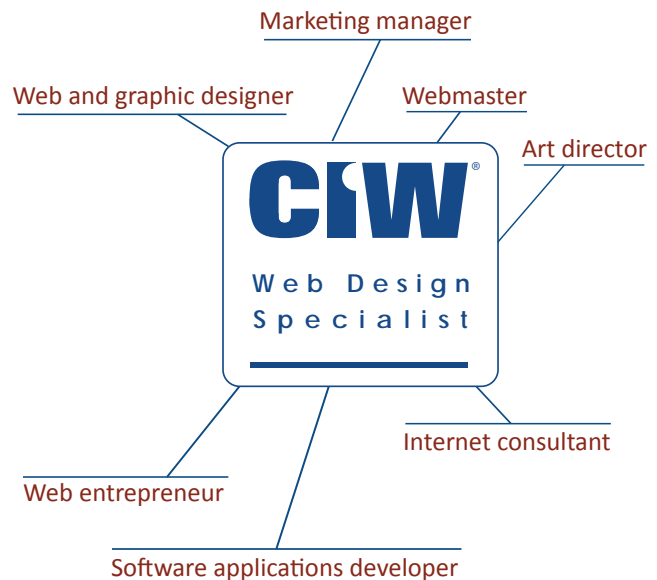 Marketing manager
Web and graphic designer
Webmaster
Art director
CIW®
Web Design
Specialist
Internet consultant
Web entrepreneur
Software applications developer